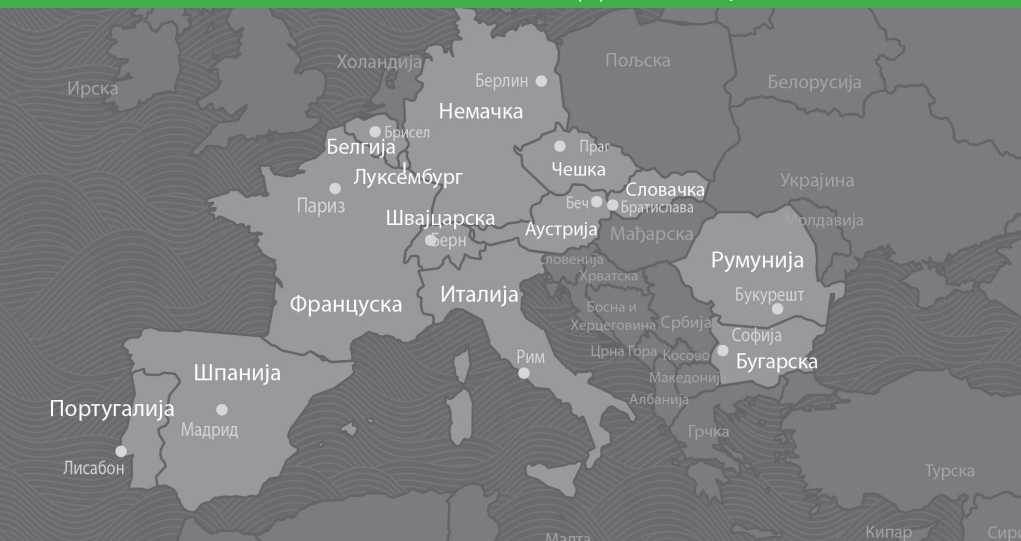 Холандија
Пољска
Ирска
Берлин
Белорусија
Немачка
Брисел
Белгија
Праг
Чешка
Луксембург
Украјина
Словачка
Париз
Беч
Братислава
Швајцарска
Молдавија
Аустрија
Мађарска
Берн
Словенија
Румунија
Хрватска
Италија
Букурешт
Француска
Босна и
Херцеговина
Србија
Софија
Црна Гора
Косово
Рим
Бугарска
Шпанија
Македонија
Португалија
Албанија
Мадрид
Грчка
Лисабон
Турска
Кипар
Малта